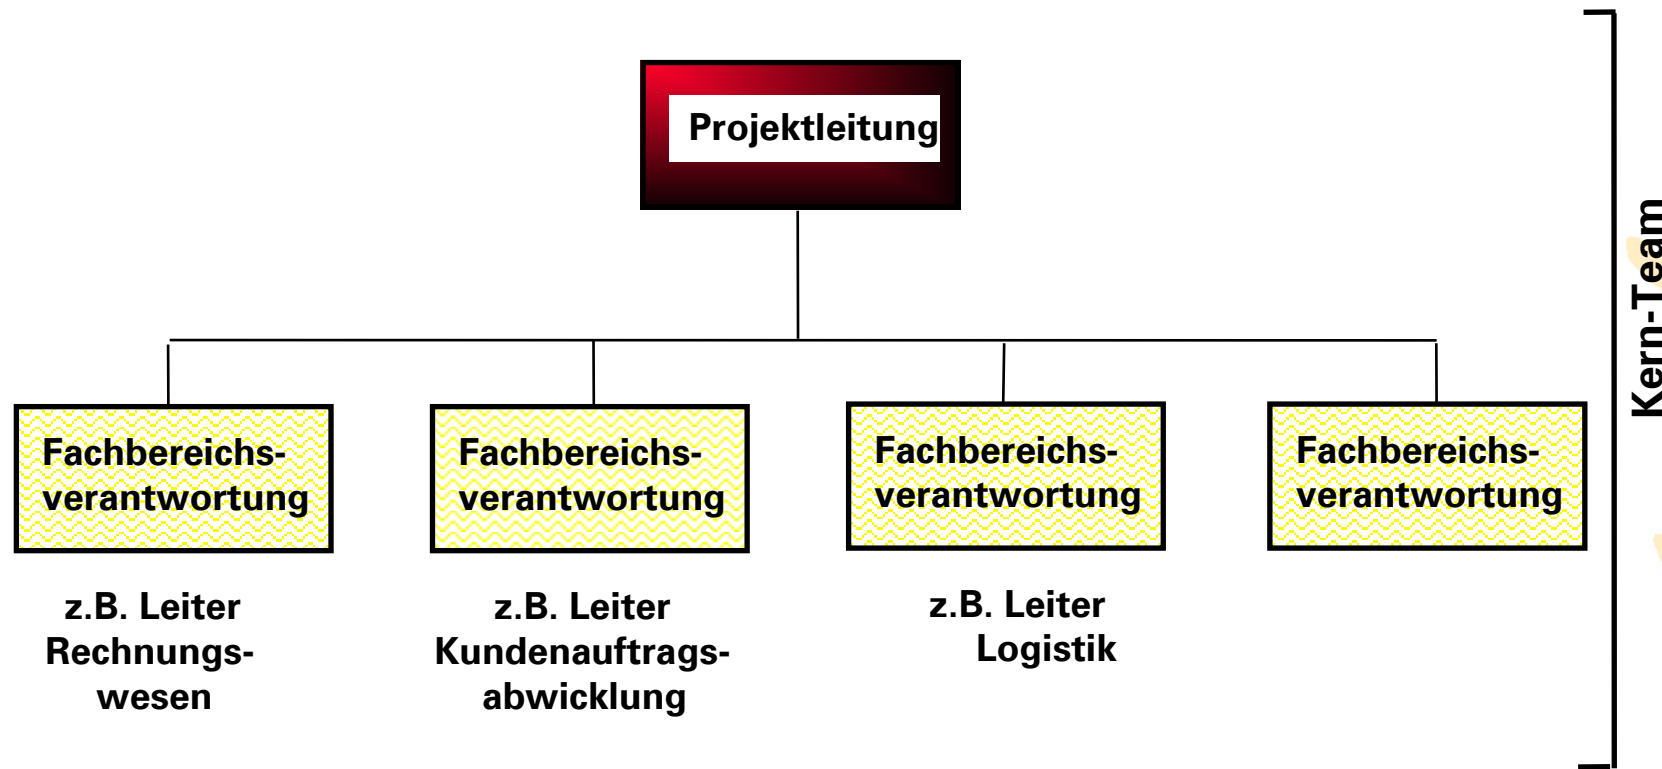 Projektleitung
Fachbereichs-
verantwortung
z.B. Leiter
Rechnungs-
wesen
Fachbereichs-
verantwortung
z.B. Leiter
Kundenauftrags-
abwicklung
Fachbereichs-
verantwortung
z.B. Leiter
Logistik
Fachbereichs-
verantwortung
Kern-Team